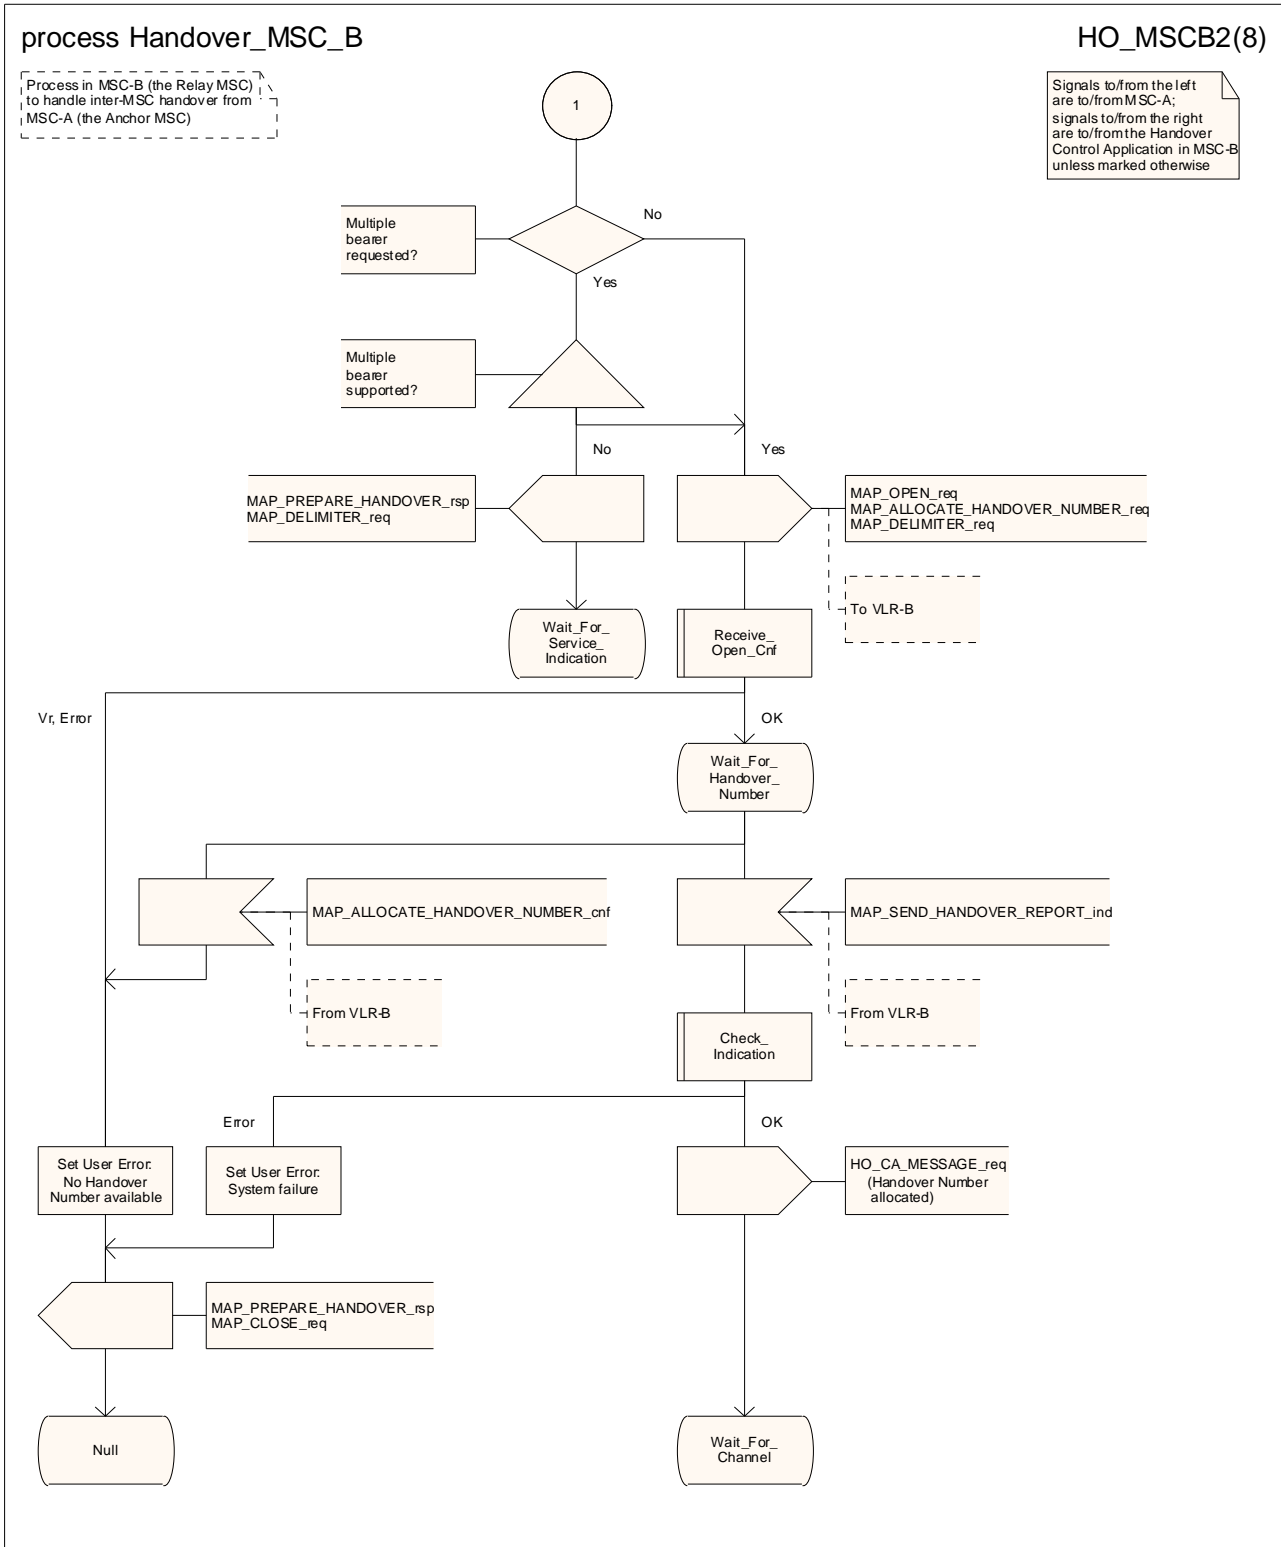 process Handover_MSC_B
HO_MSCB2(8)
Process in MSC-B (the Relay MSC)
to handle inter-MSC handover from
MSC-A (the Anchor MSC)
1
Signals to/from the left
are to/from MSC-A;
signals to/from the right
are to/from the Handover
Control Application in MSC-B
unless marked otherwise
No
Multiple
bearer
requested?
Yes
Multiple
bearer
supported?
No
Yes
MAP_PREPARE_HANDOVER_rsp
MAP_DELIMITER_req
MAP_OPEN_req
MAP_ALLOCATE_HANDOVER_NUMBER_req
MAP_DELIMITER_req
To VLR-B
Wait_For_
Service_
Indication
Receive_
Open_Cnf
Vr, Error
OK
Wait_For_
Handover_
Number
MAP_ALLOCATE_HANDOVER_NUMBER_cnf
MAP_SEND_HANDOVER_REPORT_ind
From VLR-B
From VLR-B
Check_
Indication
Error
OK
Set User Error:
No Handover
Number available
Set User Error:
System failure
HO_CA_MESSAGE_req
(Handover Number
allocated)
MAP_PREPARE_HANDOVER_rsp
MAP_CLOSE_req
Null
Wait_For_
Channel